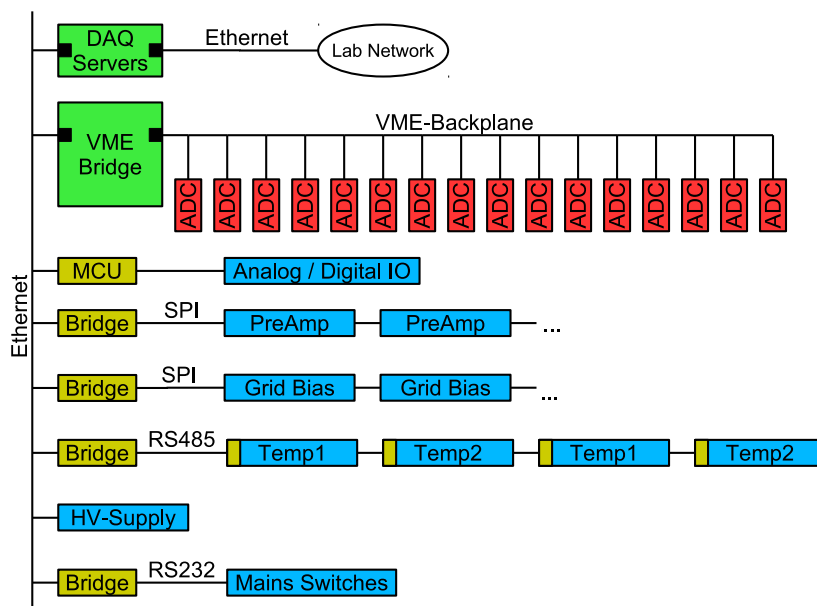 DAQ
Servers
Ethernet
Lab Network
VME
Bridge
VME-Backplane
ADC ADC ADC ADC ADC ADC ADC ADC ADC ADC ADC ADC ADC ADC ADC ADC
Ethernet
MCU Analog / Digital IO
Bridge SPI PreAmp PreAmp ...
Bridge SPI Grid Bias Grid Bias ...
Bridge RS485 Temp1 Temp2 Temp1 Temp2
HV-Supply
Bridge RS232 Mains Switches